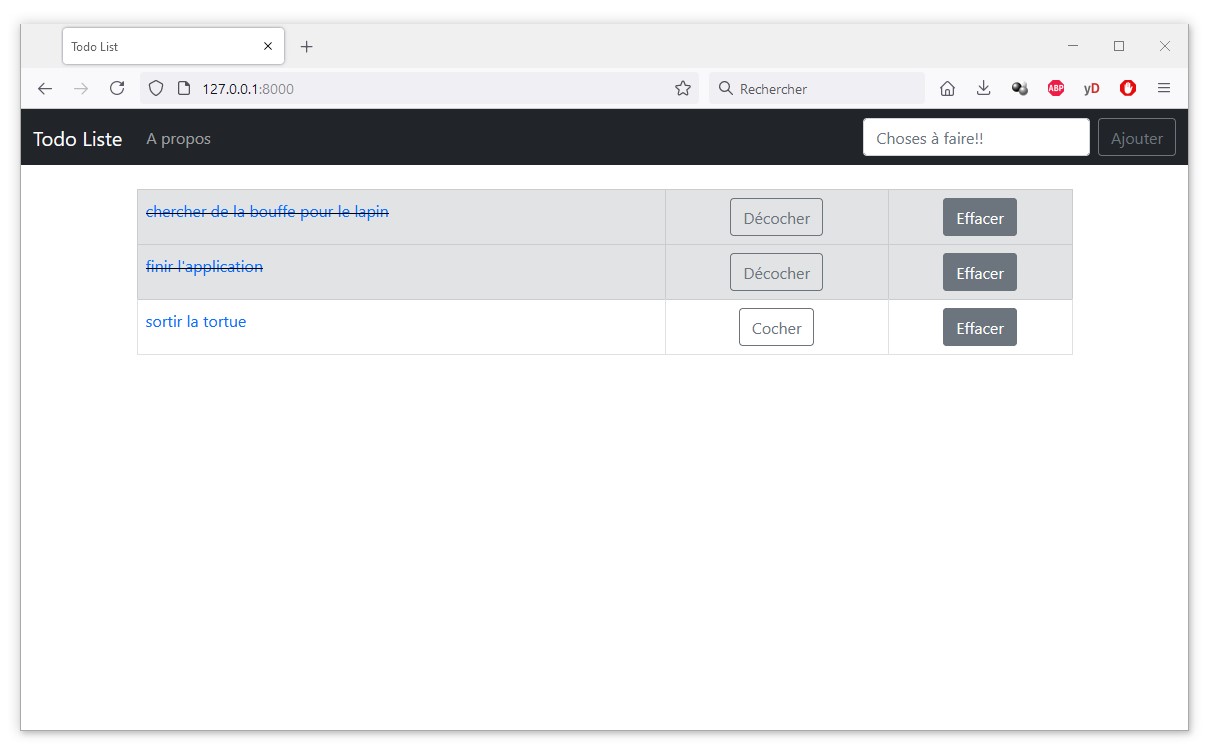 Todo List
127.0.0.1:8000
Rechercher
ABP
yD
Todo Liste A propos Choses à faire!! Ajouter
chercher de la bouffe pour le lapin Décocher Effacer
finir l'application Décocher Effacer
sortir la tortue Cocher Effacer